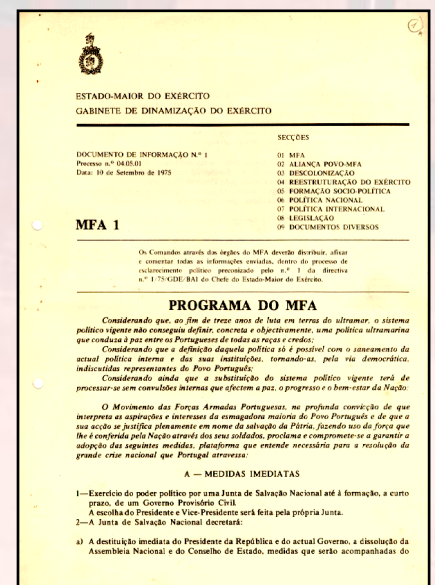 1
ESTADO-MAIOR DO EXÉRCITO
GABINETE DE DINAMIZAÇÃO DO EXÉRCITO
SECÇÕES
DOCUMENTO DE INFORMAÇÃO N.º 1
Processo n.º 04.05.01
Data: 10 de Setembro de 1975
01 MFA
02 ALIANÇA POVO-MFA
03 DESCOLONIZAÇÃO
04 REESTRUTURAÇÃO DO EXÉRCITO
05 FORMAÇÃO SOCIO-POLÍTICA
06 POLÍTICA NACIONAL
07 POLÍTICA INTERNACIONAL
08 LEGISLAÇÃO
09 DOCUMENTOS DIVERSOS
MFA 1
Os Comandos através das órgãos do MFA deverão distribuir, afixar
e comentar todas as informações enviadas, dentro do processo de
esclarecimento político preconizado pelo n.º 1 da directiva
n.º 1/75/GDE/BAI do Chefe do Estado-Maior do Exército.
PROGRAMA DO MFA
Considerando que, ao fim de treze anos de luta em terras do ultramar, o sistema
político vigente não conseguiu definir, concreta e objectivamente, uma política ultramarina
que conduza à paz entre os Portugueses de todas as raças e credos;
Considerando que a definição daquela política só é possível com o saneamento da
actual política interna e das suas instituições, tornando-as, pela via democrática,
indiscutidas representantes do Povo Português;
Considerando ainda que a substituição do sistema político vigente terá de
processar-se sem convulsões internas que afectem a paz, o progresso e o bem-estar da Nação:
O Movimento das Forças Armadas Portuguesas, na profunda convicção de que
interpreta as aspirações e interesses da esmagadora maioria do Povo Português e de que a
sua acção se justifica plenamente em nome da salvação da Pátria, fazendo uso da força que
lhe é conferida pela Nação através dos seus soldados, proclama e compromete-se a garantir a
adopção das seguintes medidas, plataforma que entende necessária para a resolução da
grande crise nacional que Portugal atravessa:
A — MEDIDAS IMEDIATAS
1—Exercício do poder político por uma Junta de Salvação Nacional até à formação, a curto
prazo, de um Governo Provisório Civil.
A escolha do Presidente e Vice-Presidente será feita pela própria Junta.
2—A Junta de Salvação Nacional decretará:
a) A destituição imediata do Presidente da República e do actual Governo, a dissolução da
Assembleia Nacional e do Conselho de Estado, medidas que serão acompanhadas do